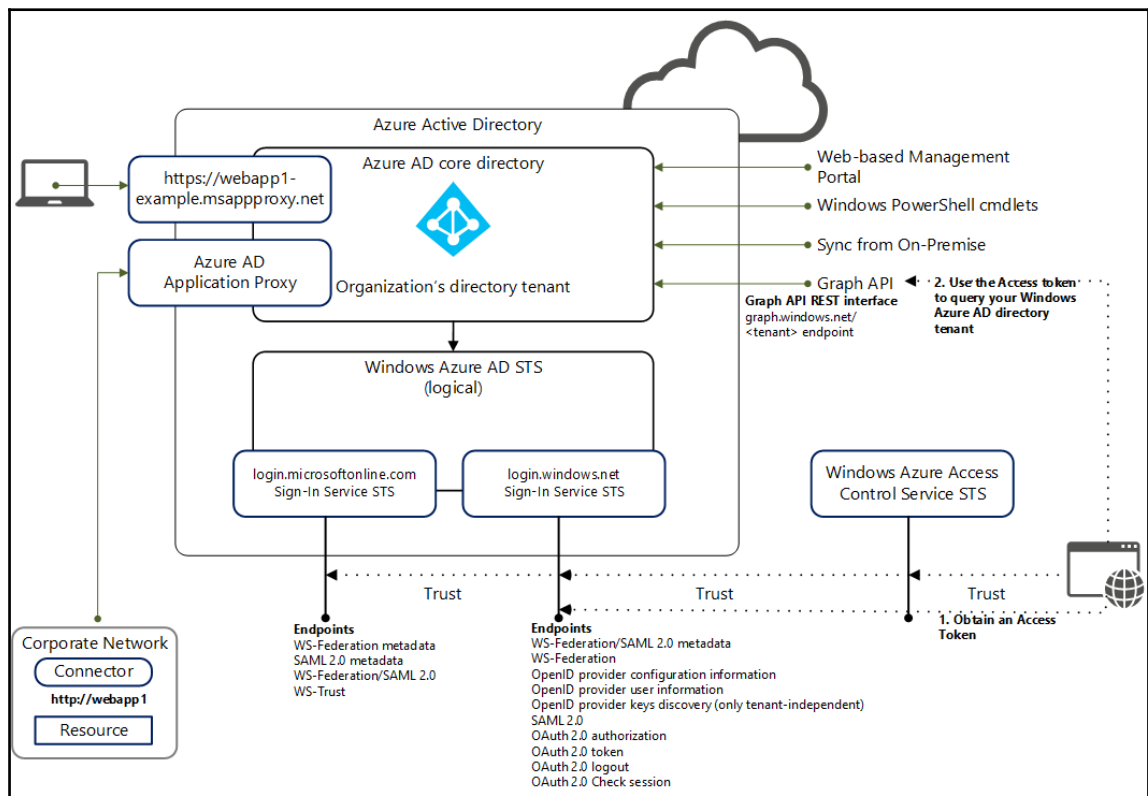 Azure Active Directory
Azure AD core directory
https://webapp1-
example.msappproxy.net
Azure AD
Application Proxy
Organization's directory tenant
Web-based Management
Portal
Windows PowerShell cmdlets
Sync from On-Premise
Graph API
Graph API REST interface
graph.windows.net/
<tenant> endpoint
2. Use the Access token
to query your Windows
Azure AD directory
tenant
Windows Azure AD STS
(logical)
login.microsoftonline.com
Sign-In Service STS
login.windows.net
Sign-In Service STS
Windows Azure Access
Control Service STS
Trust
Trust
Trust
1. Obtain an Access
Token
Endpoints
WS-Federation metadata
SAML 2.0 metadata
WS-Federation/SAML 2.0
WS-Trust
Endpoints
WS-Federation/SAML 2.0 metadata
WS-Federation
OpenID provider configuration information
OpenID provider user information
OpenID provider keys discovery (only tenant-independent)
SAML 2.0
OAuth 2.0 authorization
OAuth 2.0 token
OAuth 2.0 logout
OAuth 2.0 Check session
Corporate Network
Connector
http://webapp1
Resource